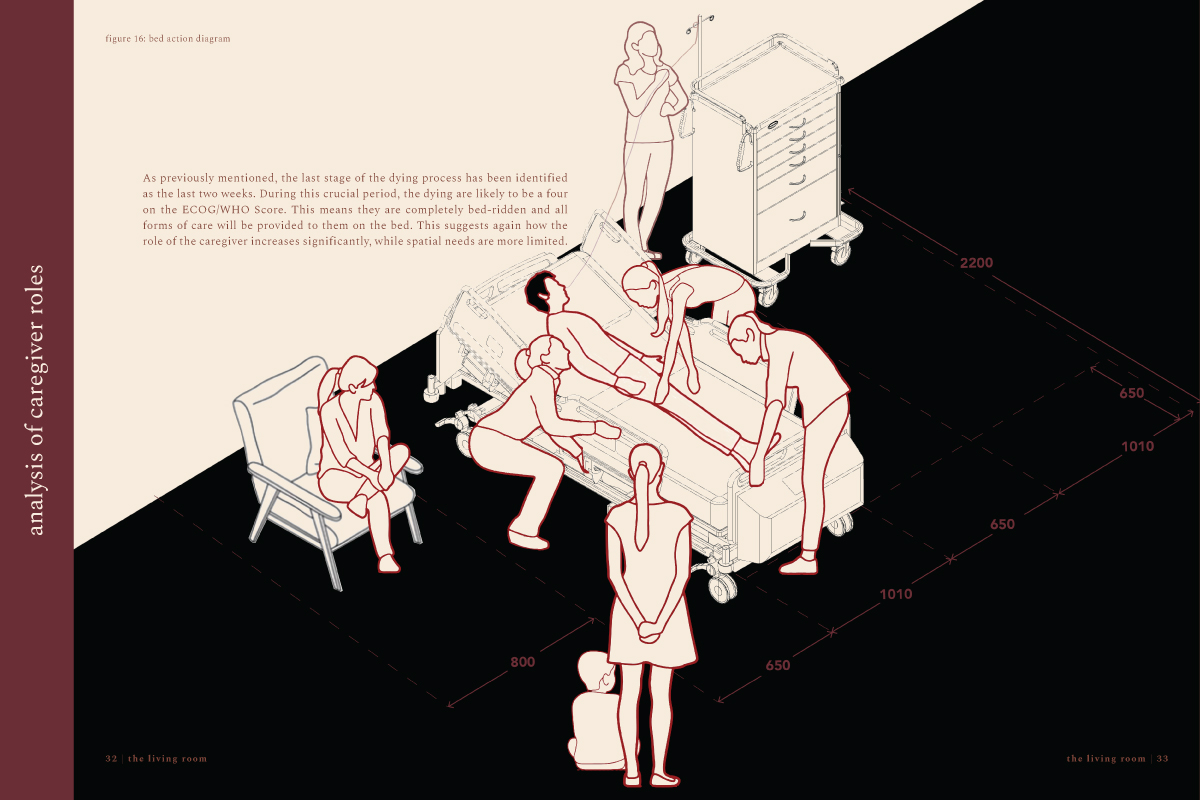 analysis of caregiver roles
figure 16: bed action diagram
As previously mentioned, the last stage of the dying process has been identified
as the last two weeks. During this crucial period, the dying are likely to be a four
on the ECOG/WHO Score. This means they are completely bed-ridden and all
forms of care will be provided to them on the bed. This suggests again how the
role of the caregiver increases significantly, while spatial needs are more limited.
2200
650
1010
650
1010
650
800
32 | the living room
the living room | 33